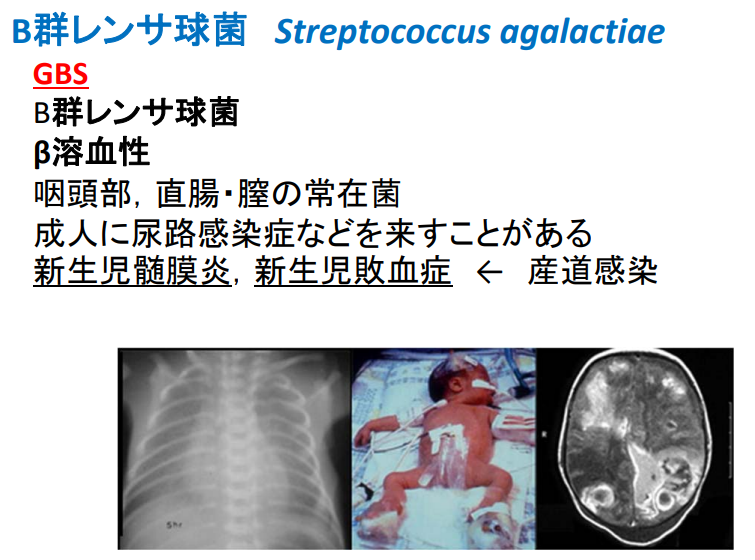 B群レンサ球菌 Streptococcus agalactiae
GBS
B群レンサ球菌
β溶血性
咽頭部，直腸・膣の常在菌
成人に尿路感染症などを来すことがある
新生児髄膜炎，新生児敗血症 ← 産道感染
5hr